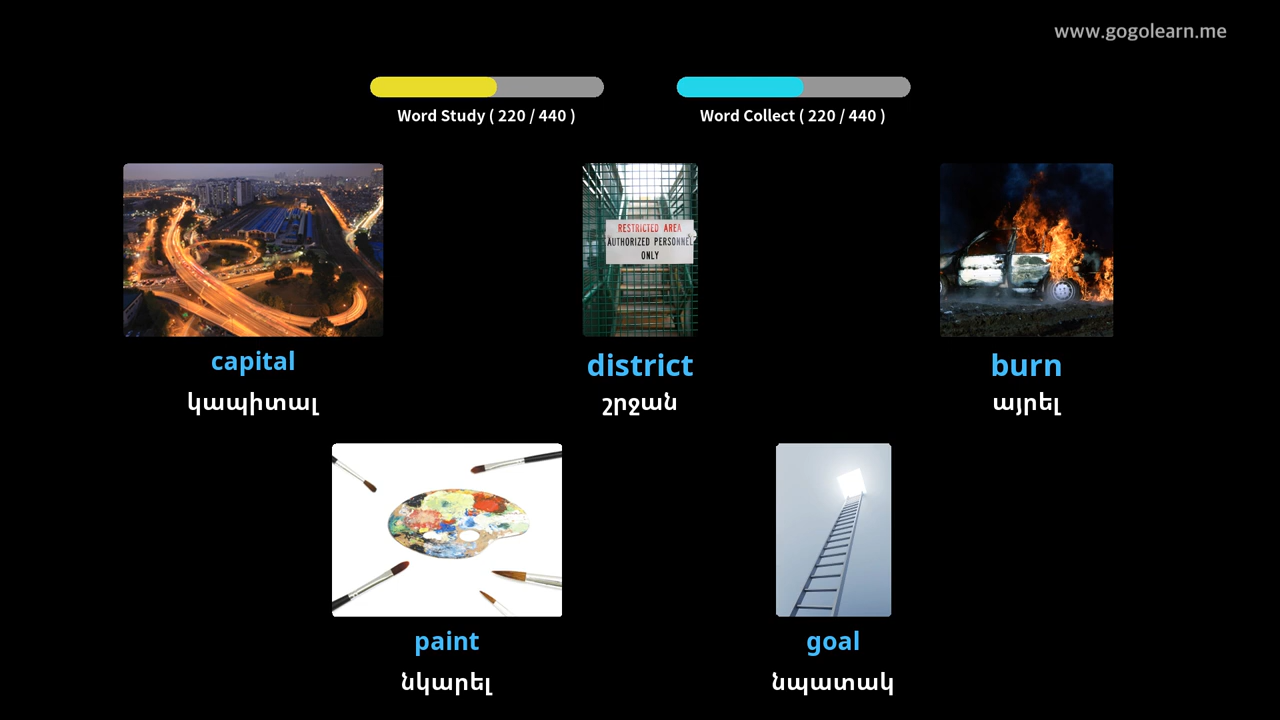 www.gogolearn.me
Word Study ( 220 / 440 )
Word Collect ( 220 / 440 )
RESTRICTED AREA
AUTHORIZED PERSONNEL
ONLY
capital
district
burn
կապիտալ
շրջան
այրել
paint
goal
նկարել
նպատակ